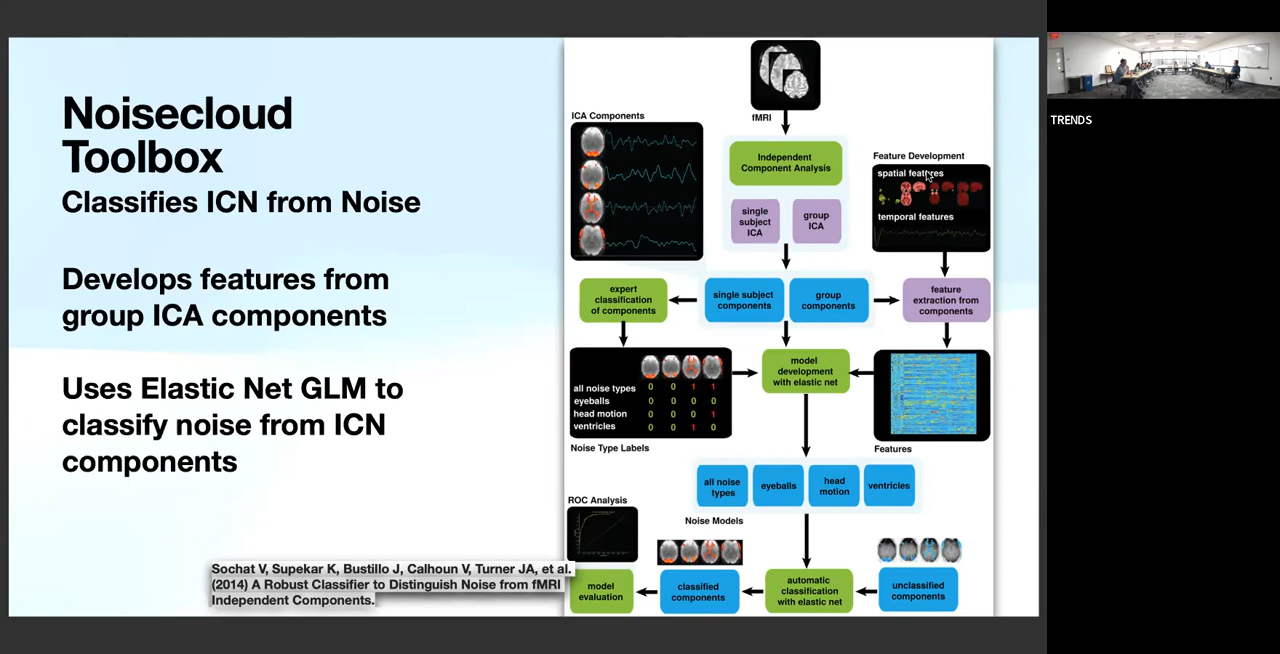 Noisecloud
Toolbox
Classifies ICN from Noise
Develops features from
group ICA components
Uses Elastic Net GLM to
classify noise from ICN
components
Sochat V, Supekar K, Bustillo J, Calhoun V, Turner JA, et al.
(2014) A Robust Classifier to Distinguish Noise from fMRI
Independent Components.
fMRI
ICA Components
Independent
Component Analysis
single
subject
ICA
group
ICA
Feature Development
spatial features
temporal features
expert
classification
of components
single subject
components
group
components
feature
extraction from
components
all noise types 0 0 1 1
eyeballs 0 0 0 0
head motion 0 0 0 1
ventricles 0 0 1 0
Noise Type Labels
model
development
with elastic net
Features
all noise
types
eyeballs
head
motion
ventricles
Noise Models
ROC Analysis
model
evaluation
classified
components
automatic
classification
with elastic net
unclassified
components
TRENDS